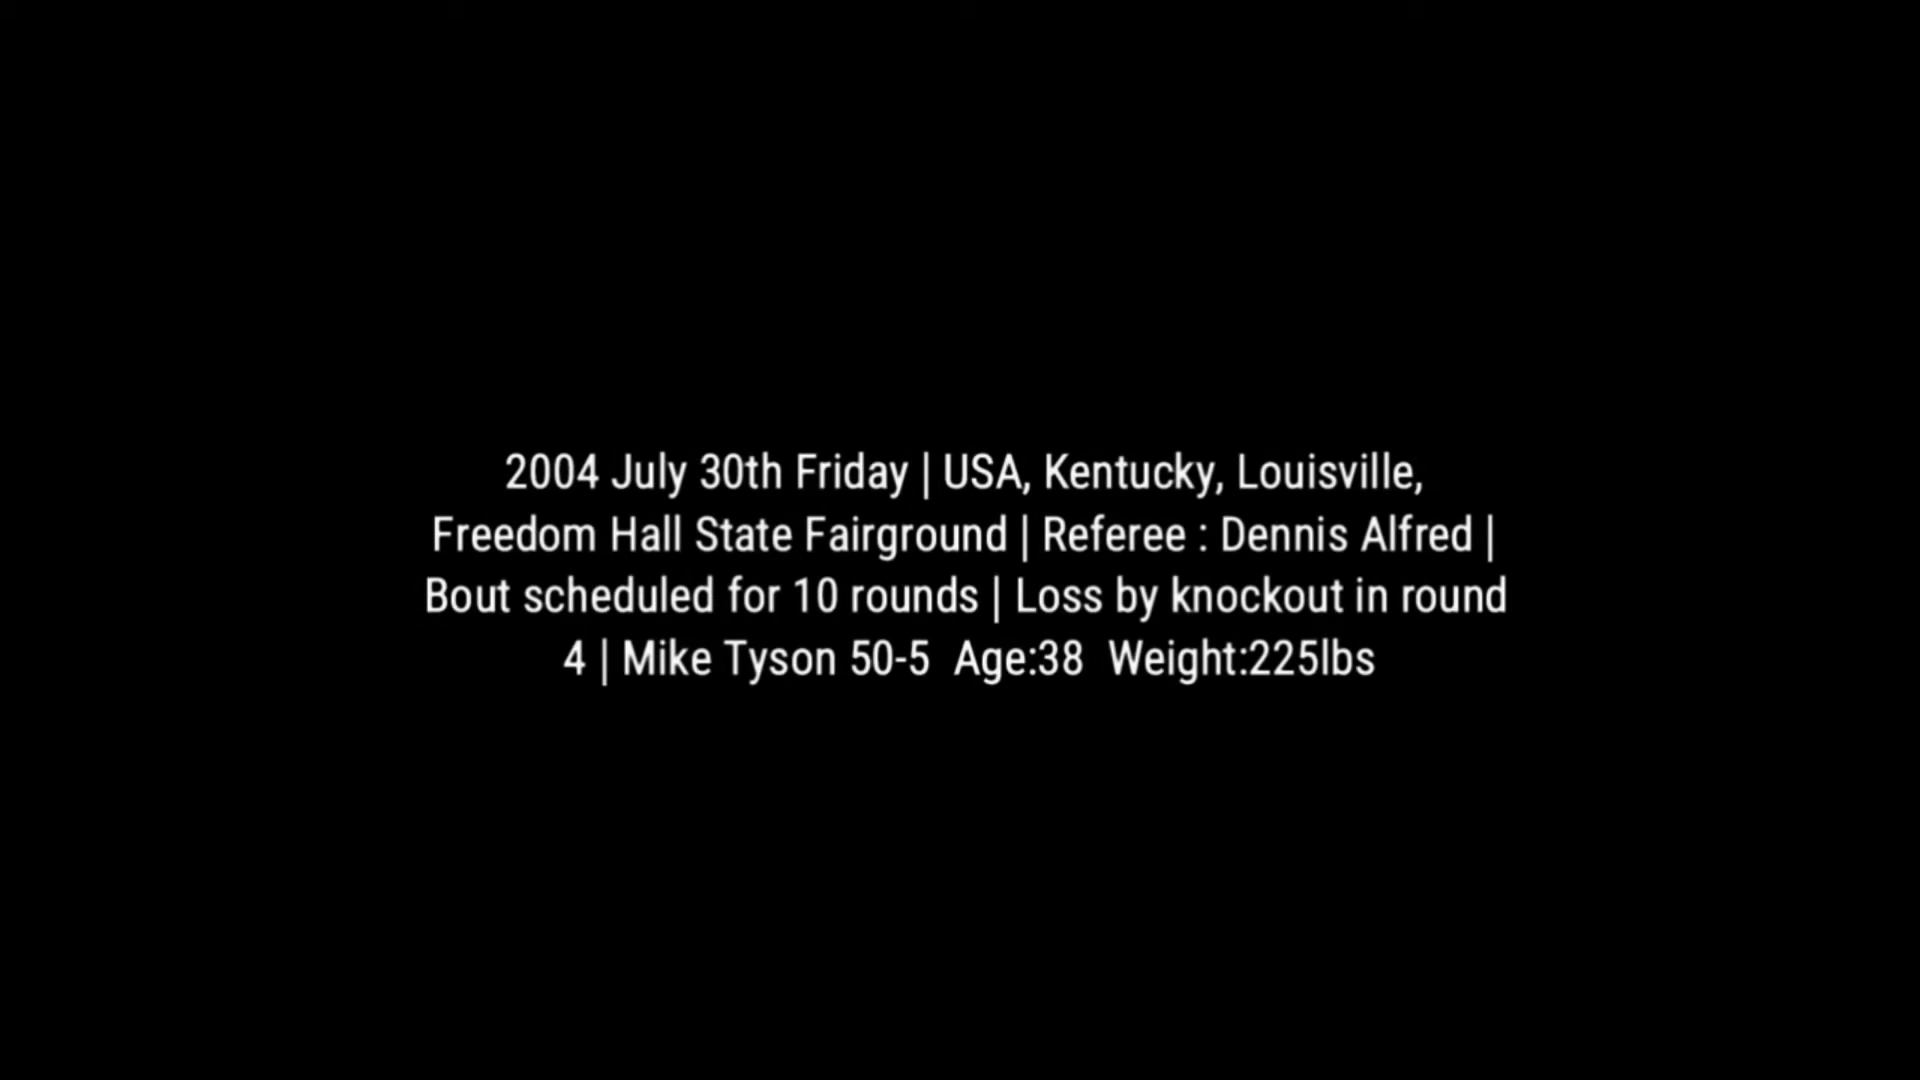 2004 July 30th Friday | USA, Kentucky, Louisville,
Freedom Hall State Fairground | Referee : Dennis Alfred |
Bout scheduled for 10 rounds | Loss by knockout in round
4 | Mike Tyson 50-5  Age:38  Weight:225lbs